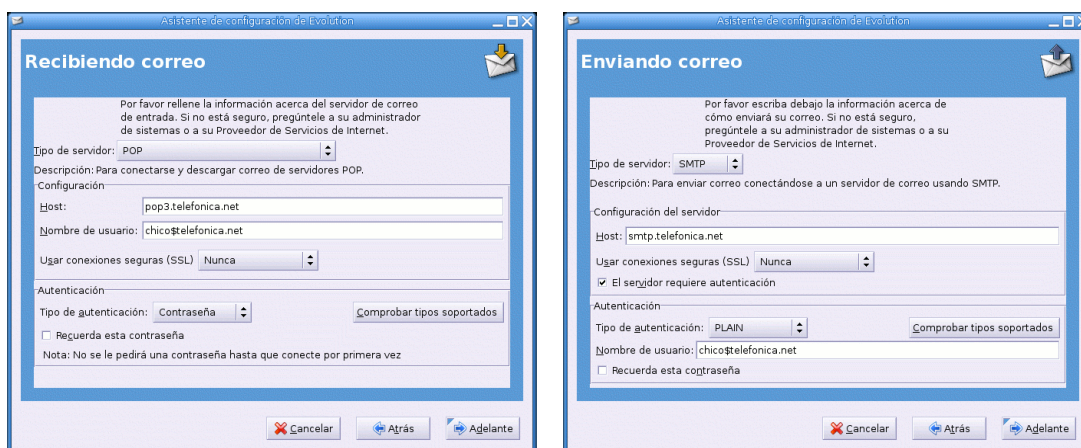 Asistente de configuración de Evolution
Recibiendo correo
Por favor rellene la información acerca del servidor de correo
de entrada. Si no está seguro, pregúntele a su administrador
de sistemas o a su Proveedor de Servicios de Internet.
Tipo de servidor: POP
Descripción: Para conectarse y descargar correo de servidores POP.
Configuración
Host: pop3.telefonica.net
Nombre de usuario: chico$telefonica.net
Usar conexiones seguras (SSL) Nunca
Autenticación
Tipo de autenticación: Contraseña Comprobar tipos soportados
Recuerda esta contraseña
Nota: No se le pedirá una contraseña hasta que conecte por primera vez
Cancelar Atrás Adelante
Asistente de configuración de Evolution
Enviando correo
Por favor escriba debajo la información acerca de
cómo enviará su correo. Si no está seguro,
pregúntele a su administrador de sistemas o a su
Proveedor de Servicios de Internet.
Tipo de servidor: SMTP
Descripción: Para enviar correo conectándose a un servidor de correo usando SMTP.
Configuración del servidor
Host: smtp.telefonica.net
Usar conexiones seguras (SSL) Nunca
El servidor requiere autenticación
Autenticación
Tipo de autenticación: PLAIN Comprobar tipos soportados
Nombre de usuario: chico$telefonica.net
Recuerda esta contraseña
Cancelar Atrás Adelante